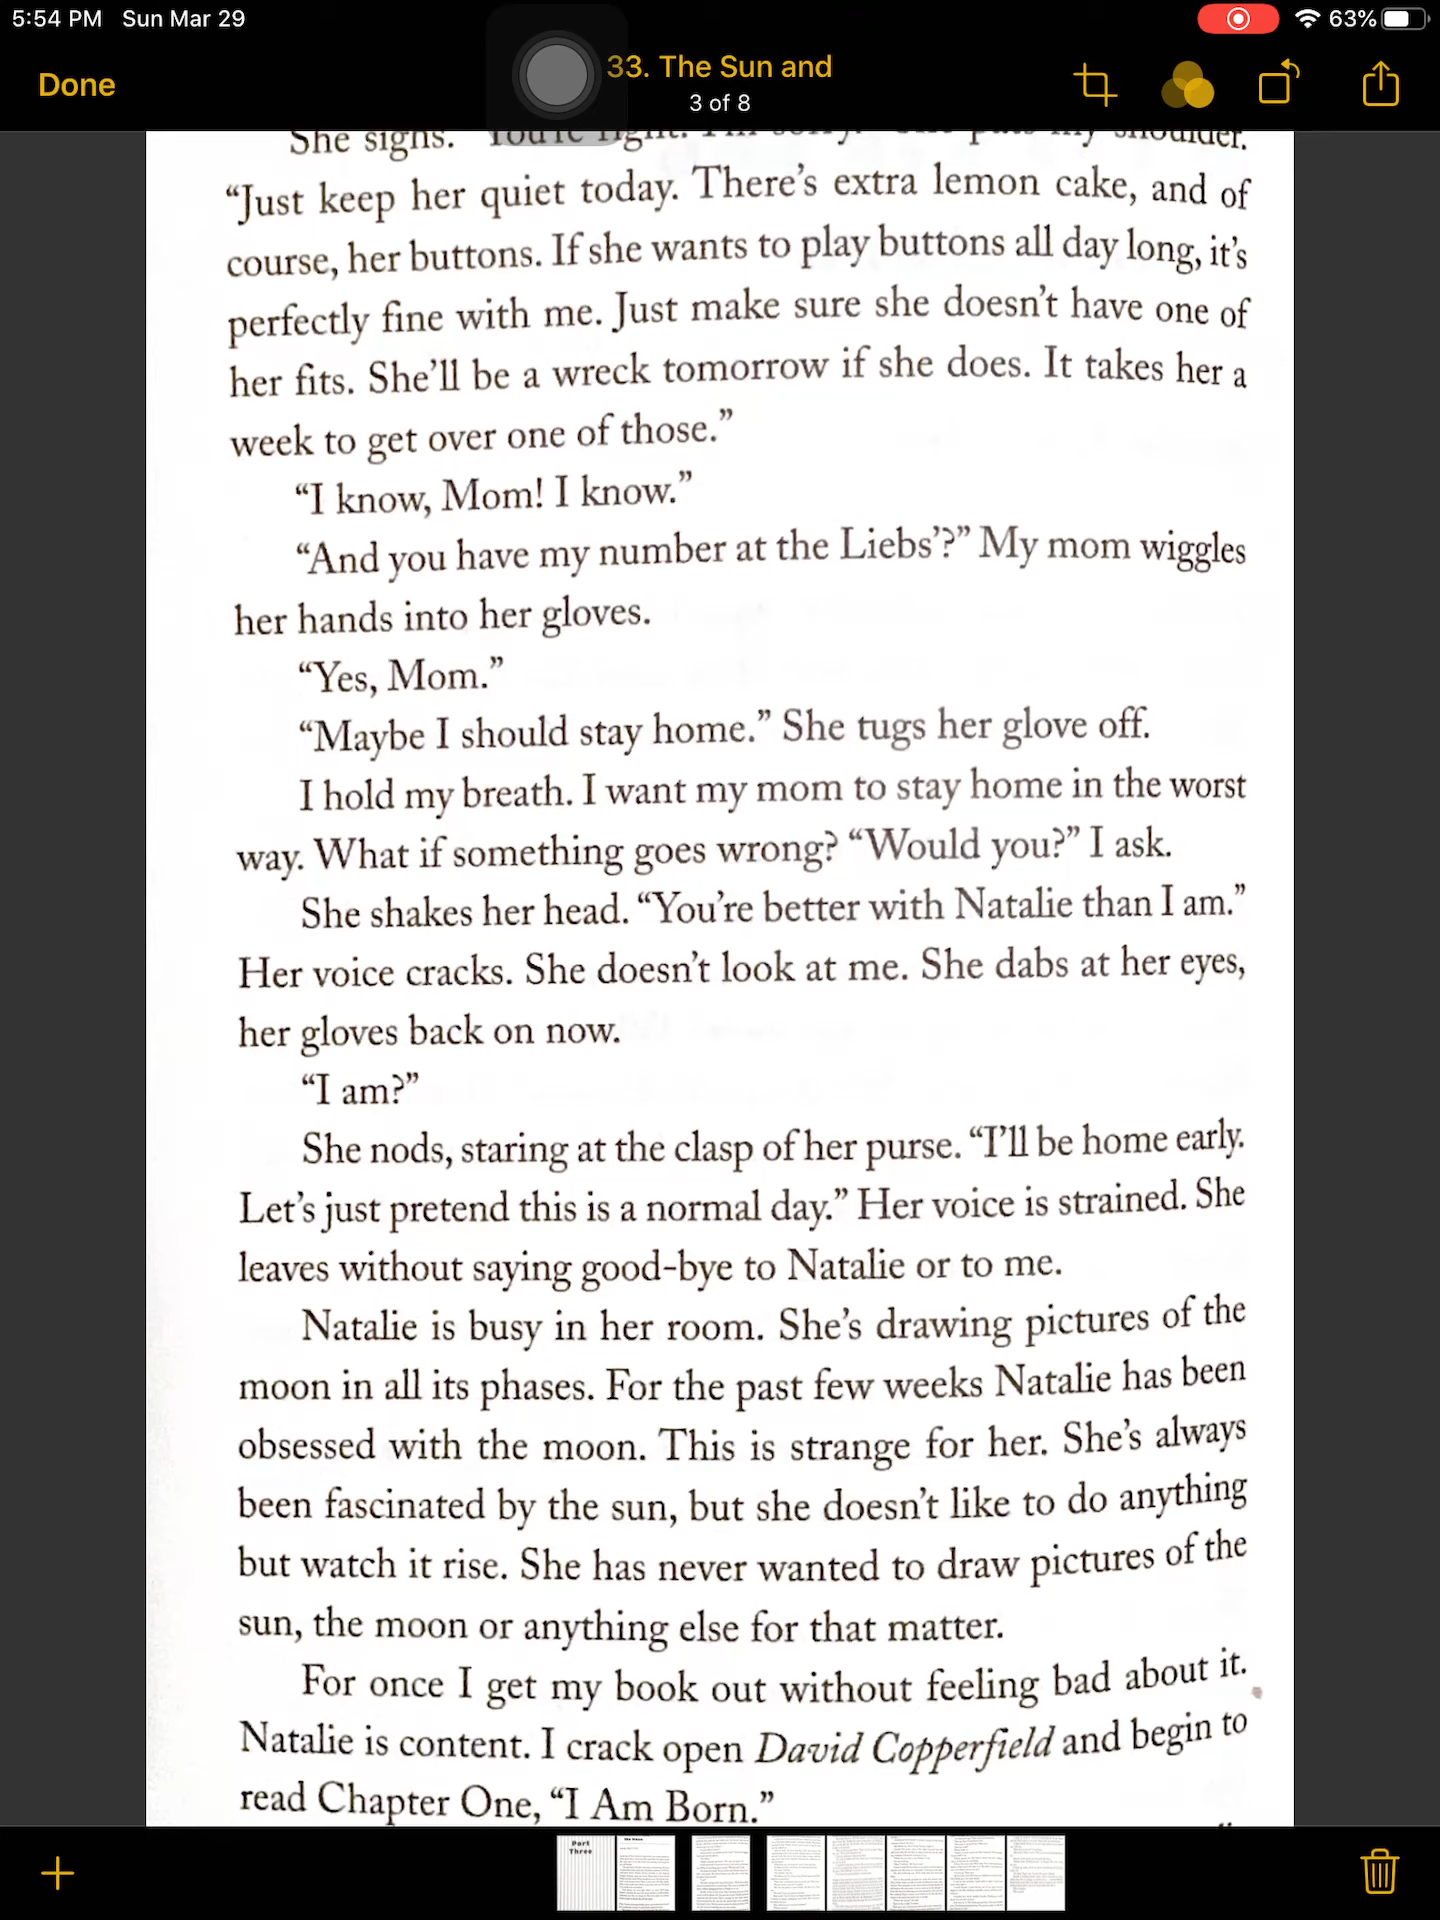 5:54 PM Sun Mar 29
63%
Done
33. The Sun and
3 of 8
She signs. "You're right. I'm sorry." She pats my shoulder.
“Just keep her quiet today. There’s extra lemon cake, and of
course, her buttons. If she wants to play buttons all day long, it’s
perfectly fine with me. Just make sure she doesn’t have one of
her fits. She’ll be a wreck tomorrow if she does. It takes her a
week to get over one of those.”
“I know, Mom! I know.”
“And you have my number at the Liebs’?” My mom wiggles
her hands into her gloves.
“Yes, Mom.”
“Maybe I should stay home.” She tugs her glove off.
I hold my breath. I want my mom to stay home in the worst
way. What if something goes wrong? “Would you?” I ask.
She shakes her head. “You’re better with Natalie than I am.”
Her voice cracks. She doesn’t look at me. She dabs at her eyes,
her gloves back on now.
“I am?”
She nods, staring at the clasp of her purse. “I’ll be home early.
Let’s just pretend this is a normal day.” Her voice is strained. She
leaves without saying good-bye to Natalie or to me.
Natalie is busy in her room. She’s drawing pictures of the
moon in all its phases. For the past few weeks Natalie has been
obsessed with the moon. This is strange for her. She’s always
been fascinated by the sun, but she doesn’t like to do anything
but watch it rise. She has never wanted to draw pictures of the
sun, the moon or anything else for that matter.
For once I get my book out without feeling bad about it.
Natalie is content. I crack open David Copperfield and begin to
read Chapter One, “I Am Born.”
Part
Three